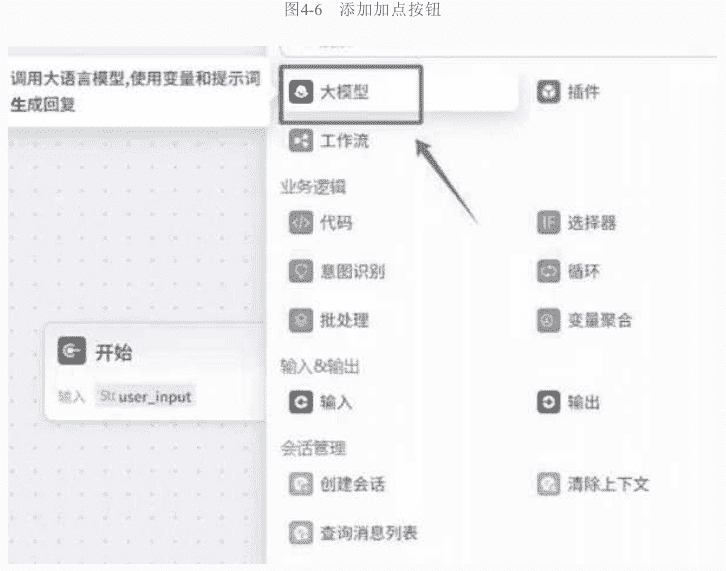 图4-6 添加加点按钮
调用大语言模型,使用变量和提示词
生成回复
大模型
插件
工作流
业务逻辑
代码
选择器
意图识别
循环
批处理
变量聚合
开始
输入 Str user_input
输入&输出
输入
输出
会话管理
创建会话
清除上下文
查询消息列表